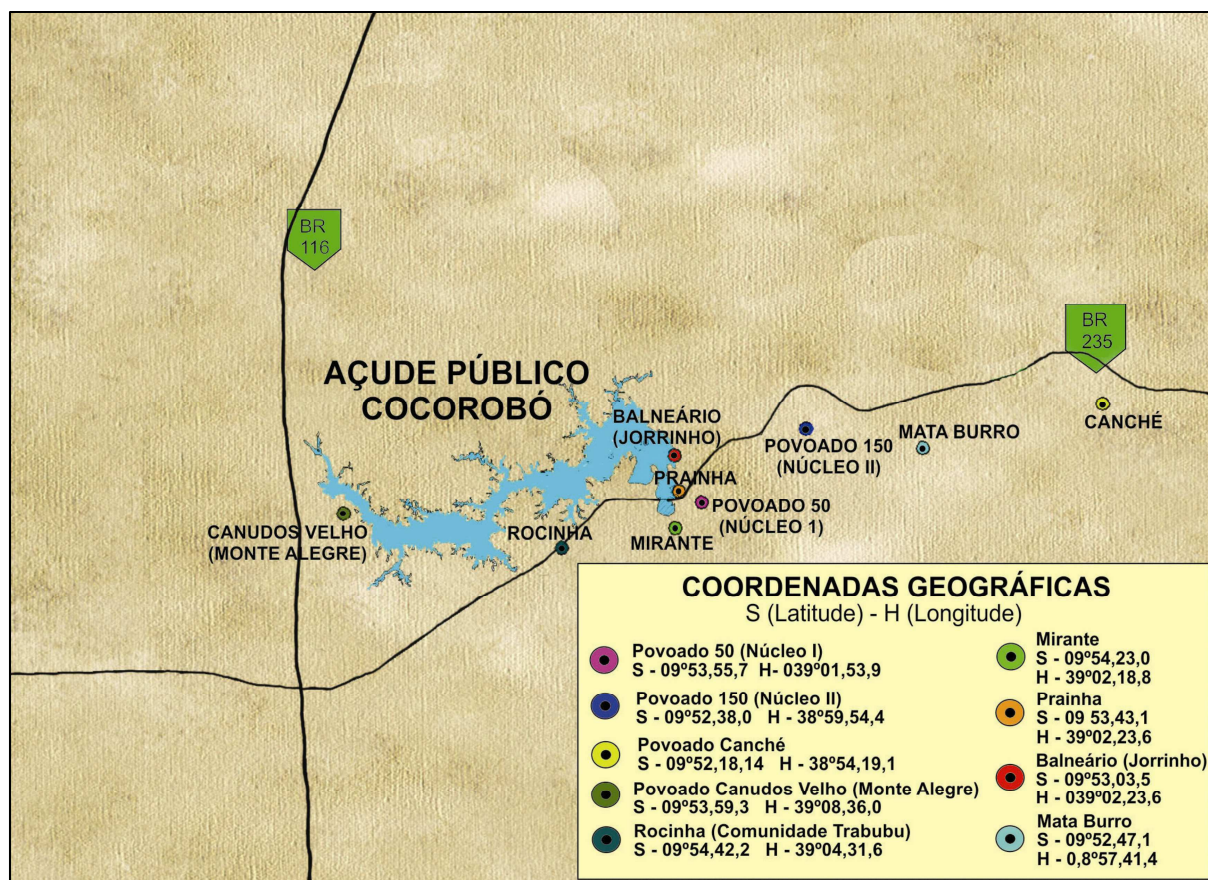 BR
116
BR
235
AÇUDE PÚBLICO
COCOROBÓ
BALNEÁRIO
(JORRINHO)
PRAINHA
POVOADO 150
(NÚCLEO II)
MATA BURRO
CANCHÉ
CANUDOS VELHO
(MONTE ALEGRE)
ROCINHA
MIRANTE
POVOADO 50
(NÚCLEO 1)
COORDENADAS GEOGRÁFICAS
S (Latitude) - H (Longitude)
Povoado 50 (Núcleo I)
S - 09º53,55,7 H- 039º01,53,9
Povoado 150 (Núcleo II)
S - 09º52,38,0 H - 38º59,54,4
Povoado Canché
S - 09º52,18,14 H - 38º54,19,1
Povoado Canudos Velho (Monte Alegre)
S - 09º53,59,3 H - 39º08,36,0
Rocinha (Comunidade Trabubu)
S - 09º54,42,2 H - 39º04,31,6
Mirante
S - 09º54,23,0
H - 39º02,18,8
Prainha
S - 09 53,43,1
H - 39º02,23,6
Balneário (Jorrinho)
S - 09º53,03,5
H - 039º02,23,6
Mata Burro
S - 09º52,47,1
H - 0,8º57,41,4